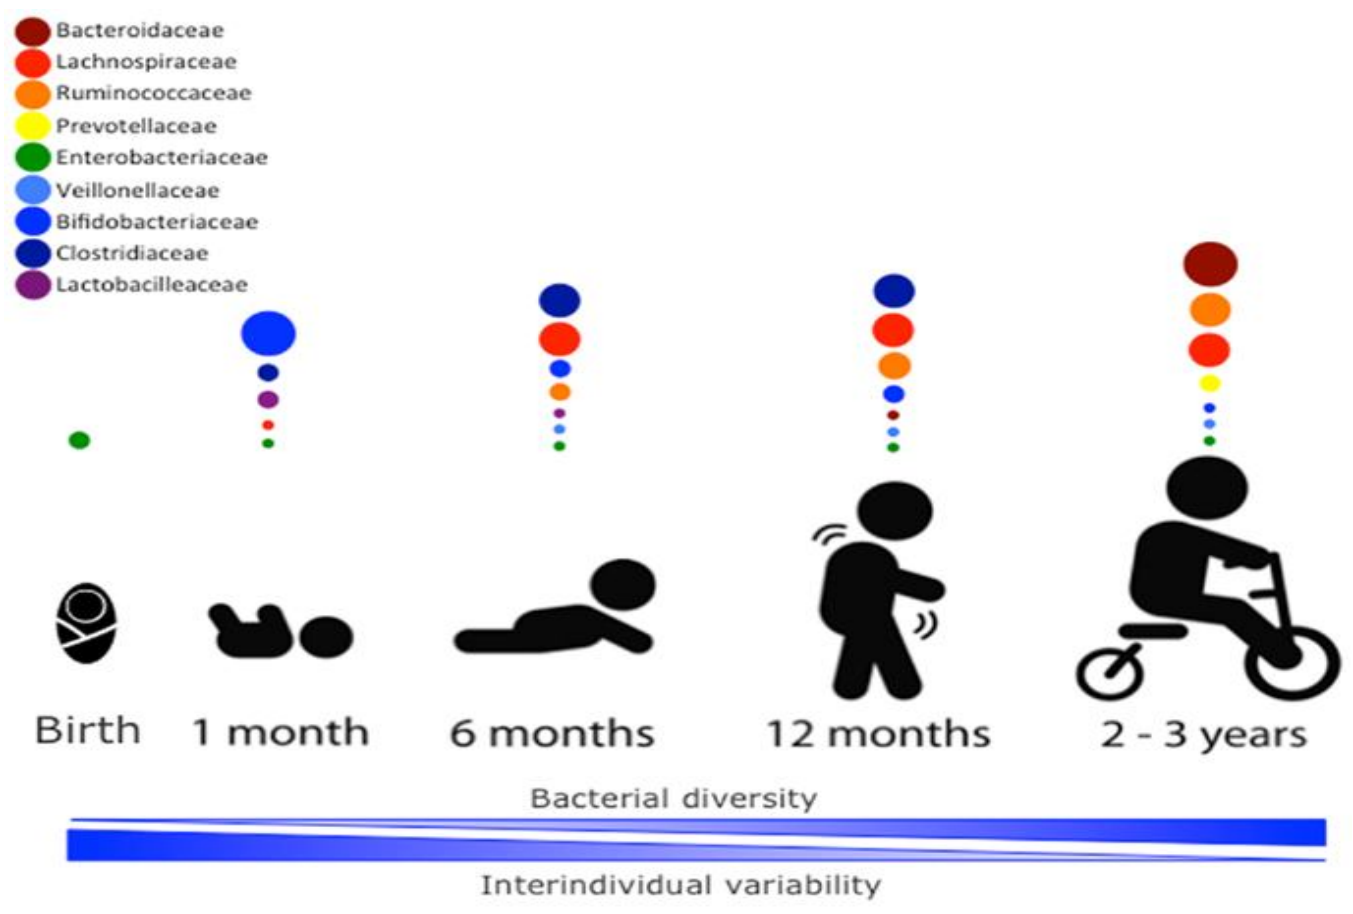 Bacteroidaceae
Lachnospiraceae
Ruminococcaceae
Prevotellaceae
Enterobacteriaceae
Veillonellaceae
Bifidobacteriaceae
Clostridiaceae
Lactobacilleaceae
Birth
1 month
6 months
12 months
2 - 3 years
Bacterial diversity
Interindividual variability